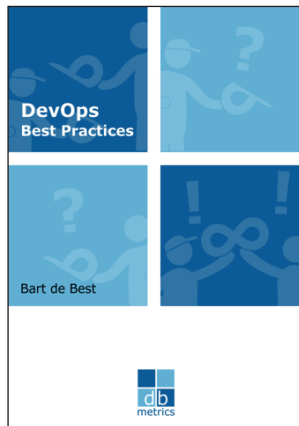 DevOps
Best Practices
?
?
! !
Bart de Best
db
metrics